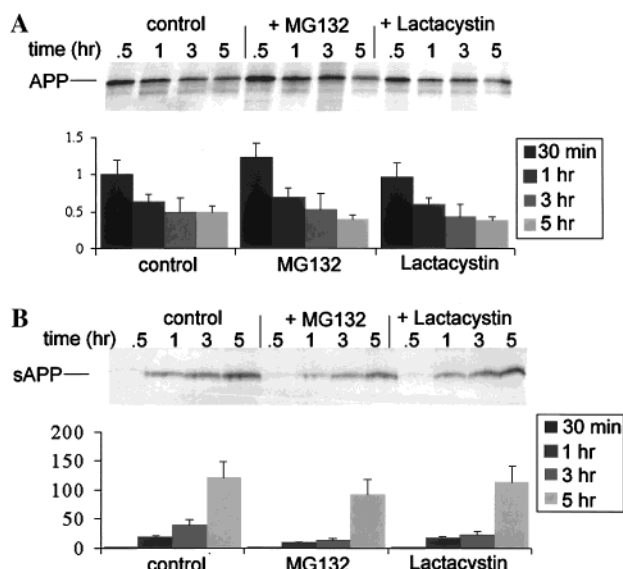 A
control + MG132 + Lactacystin
time (hr) .5 1 3 5 .5 1 3 5 .5 1 3 5
APP
1.5
1
0.5
0
30 min
1 hr
3 hr
5 hr
control MG132 Lactacystin
B
control + MG132 + Lactacystin
time (hr) .5 1 3 5 .5 1 3 5 .5 1 3 5
sAPP
200
150
100
50
0
30 min
1 hr
3 hr
5 hr
control MG132 Lactacystin